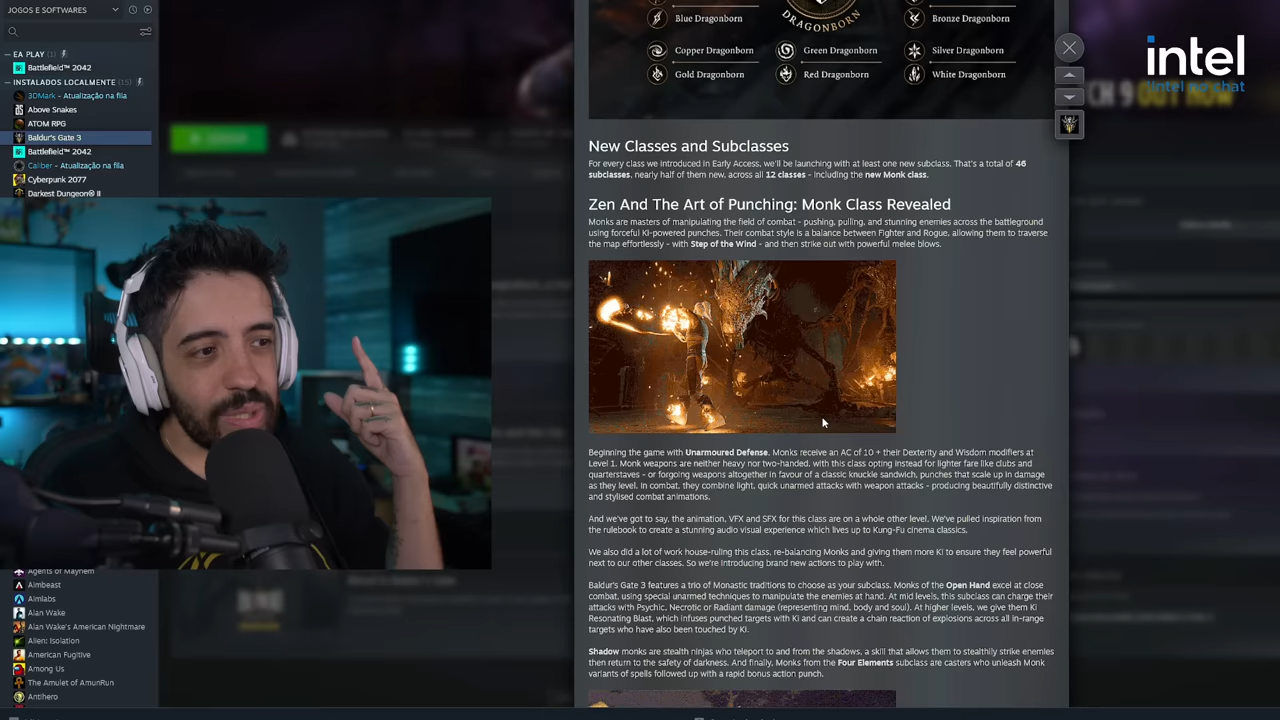 JOGOS E SOFTWARES
EA PLAY (1)
Battlefield™ 2042
INSTALADOS LOCALMENTE (15)
3DMark - Atualização na fila
Above Snakes
ATOM RPG
Baldur's Gate 3
Battlefield™ 2042
Caliber - Atualização na fila
Cyberpunk 2077
Darkest Dungeon® II
Agents of Mayhem
Aimbeast
Aimlabs
Alan Wake
Alan Wake's American Nightmare
Alien: Isolation
American Fugitive
Among Us
The Amulet of AmunRun
Antihero
DRAGONBORN
Blue Dragonborn
Bronze Dragonborn
Copper Dragonborn
Green Dragonborn
Silver Dragonborn
Gold Dragonborn
Red Dragonborn
White Dragonborn
New Classes and Subclasses
For every class we introduced in Early Access, we'll be launching with at least one new subclass. That's a total of 46
subclasses, nearly half of them new, across all 12 classes - including the new Monk class.
Zen And The Art of Punching: Monk Class Revealed
Monks are masters of manipulating the field of combat - pushing, pulling, and stunning enemies across the battleground
using forceful KI-powered punches. Their combat style is a balance between Fighter and Rogue, allowing them to traverse
the map effortlessly - with Step of the Wind - and then strike out with powerful melee blows.
Beginning the game with Unarmoured Defense, Monks receive an AC of 10 + their Dexterity and Wisdom modifiers at
Level 1. Monk weapons are neither heavy nor two-handed, with this class opting instead for lighter fare like clubs and
quarterstaves - or forgoing weapons altogether in favour of a classic knuckle sandwich, punches that scale up in damage
as they level. In combat, they combine light, quick unarmed attacks with weapon attacks - producing beautifully distinctive
and stylised combat animations.
And we've got to say, the animation, VFX and SFX for this class are on a whole other level. We've pulled inspiration from
the rulebook to create a stunning audio visual experience which lives up to Kung-Fu cinema classics.
We also did a lot of work house-ruling this class, re-balancing Monks and giving them more Ki to ensure they feel powerful
next to our other classes. So we're introducing brand new actions to play with.
Baldur's Gate 3 features a trio of Monastic traditions to choose as your subclass. Monks of the Open Hand excel at close
combat, using special unarmed techniques to manipulate the enemies at hand. At mid levels, this subclass can charge their
attacks with Psychic, Necrotic or Radiant damage (representing mind, body and soul). At higher levels, we give them Ki
Resonating Blast, which infuses punched targets with Ki and can create a chain reaction of explosions across all in-range
targets who have also been touched by Ki.
Shadow monks are stealth ninjas who teleport to and from the shadows, a skill that allows them to stealthily strike enemies
then return to the safety of darkness. And finally, Monks from the Four Elements subclass are casters who unleash Monk
variants of spells followed up with a rapid bonus action punch.
intel
!intel no chat
CH 9 OUT NOW